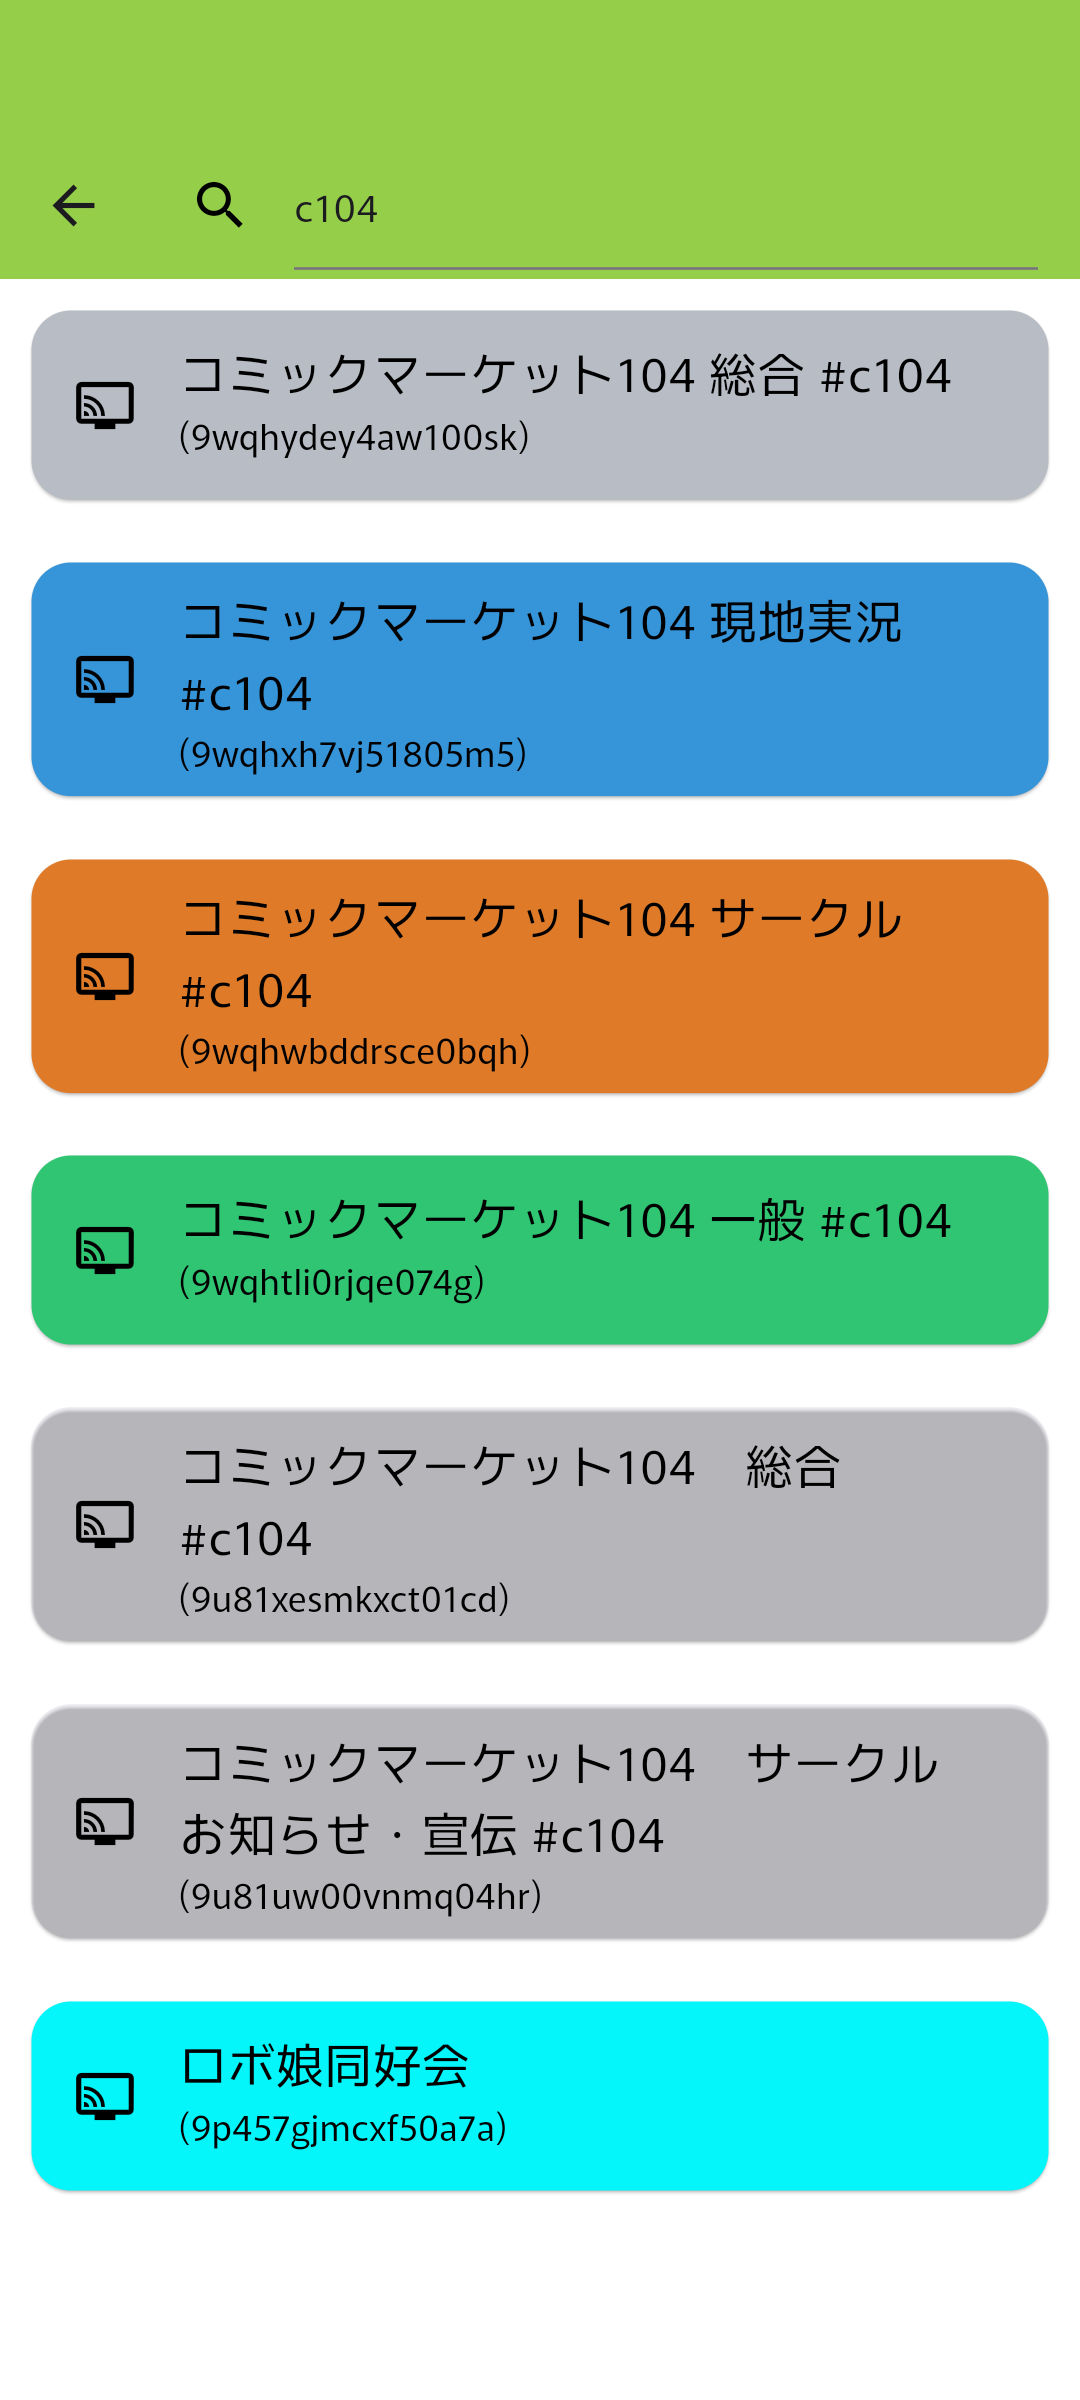 c104
コミックマーケット104 総合 #c104
(9wqhydey4aw100sk)
コミックマーケット104 現地実況
#c104
(9wqhxh7vj51805m5)
コミックマーケット104 サークル
#c104
(9wqhwbddrsce0bqh)
コミックマーケット104 一般 #c104
(9wqhtli0rjqe074g)
コミックマーケット104　総合
#c104
(9u81xesmkxct01cd)
コミックマーケット104　サークル
お知らせ・宣伝 #c104
(9u81uw00vnmq04hr)
ロボ娘同好会
(9p457gjmcxf50a7a)